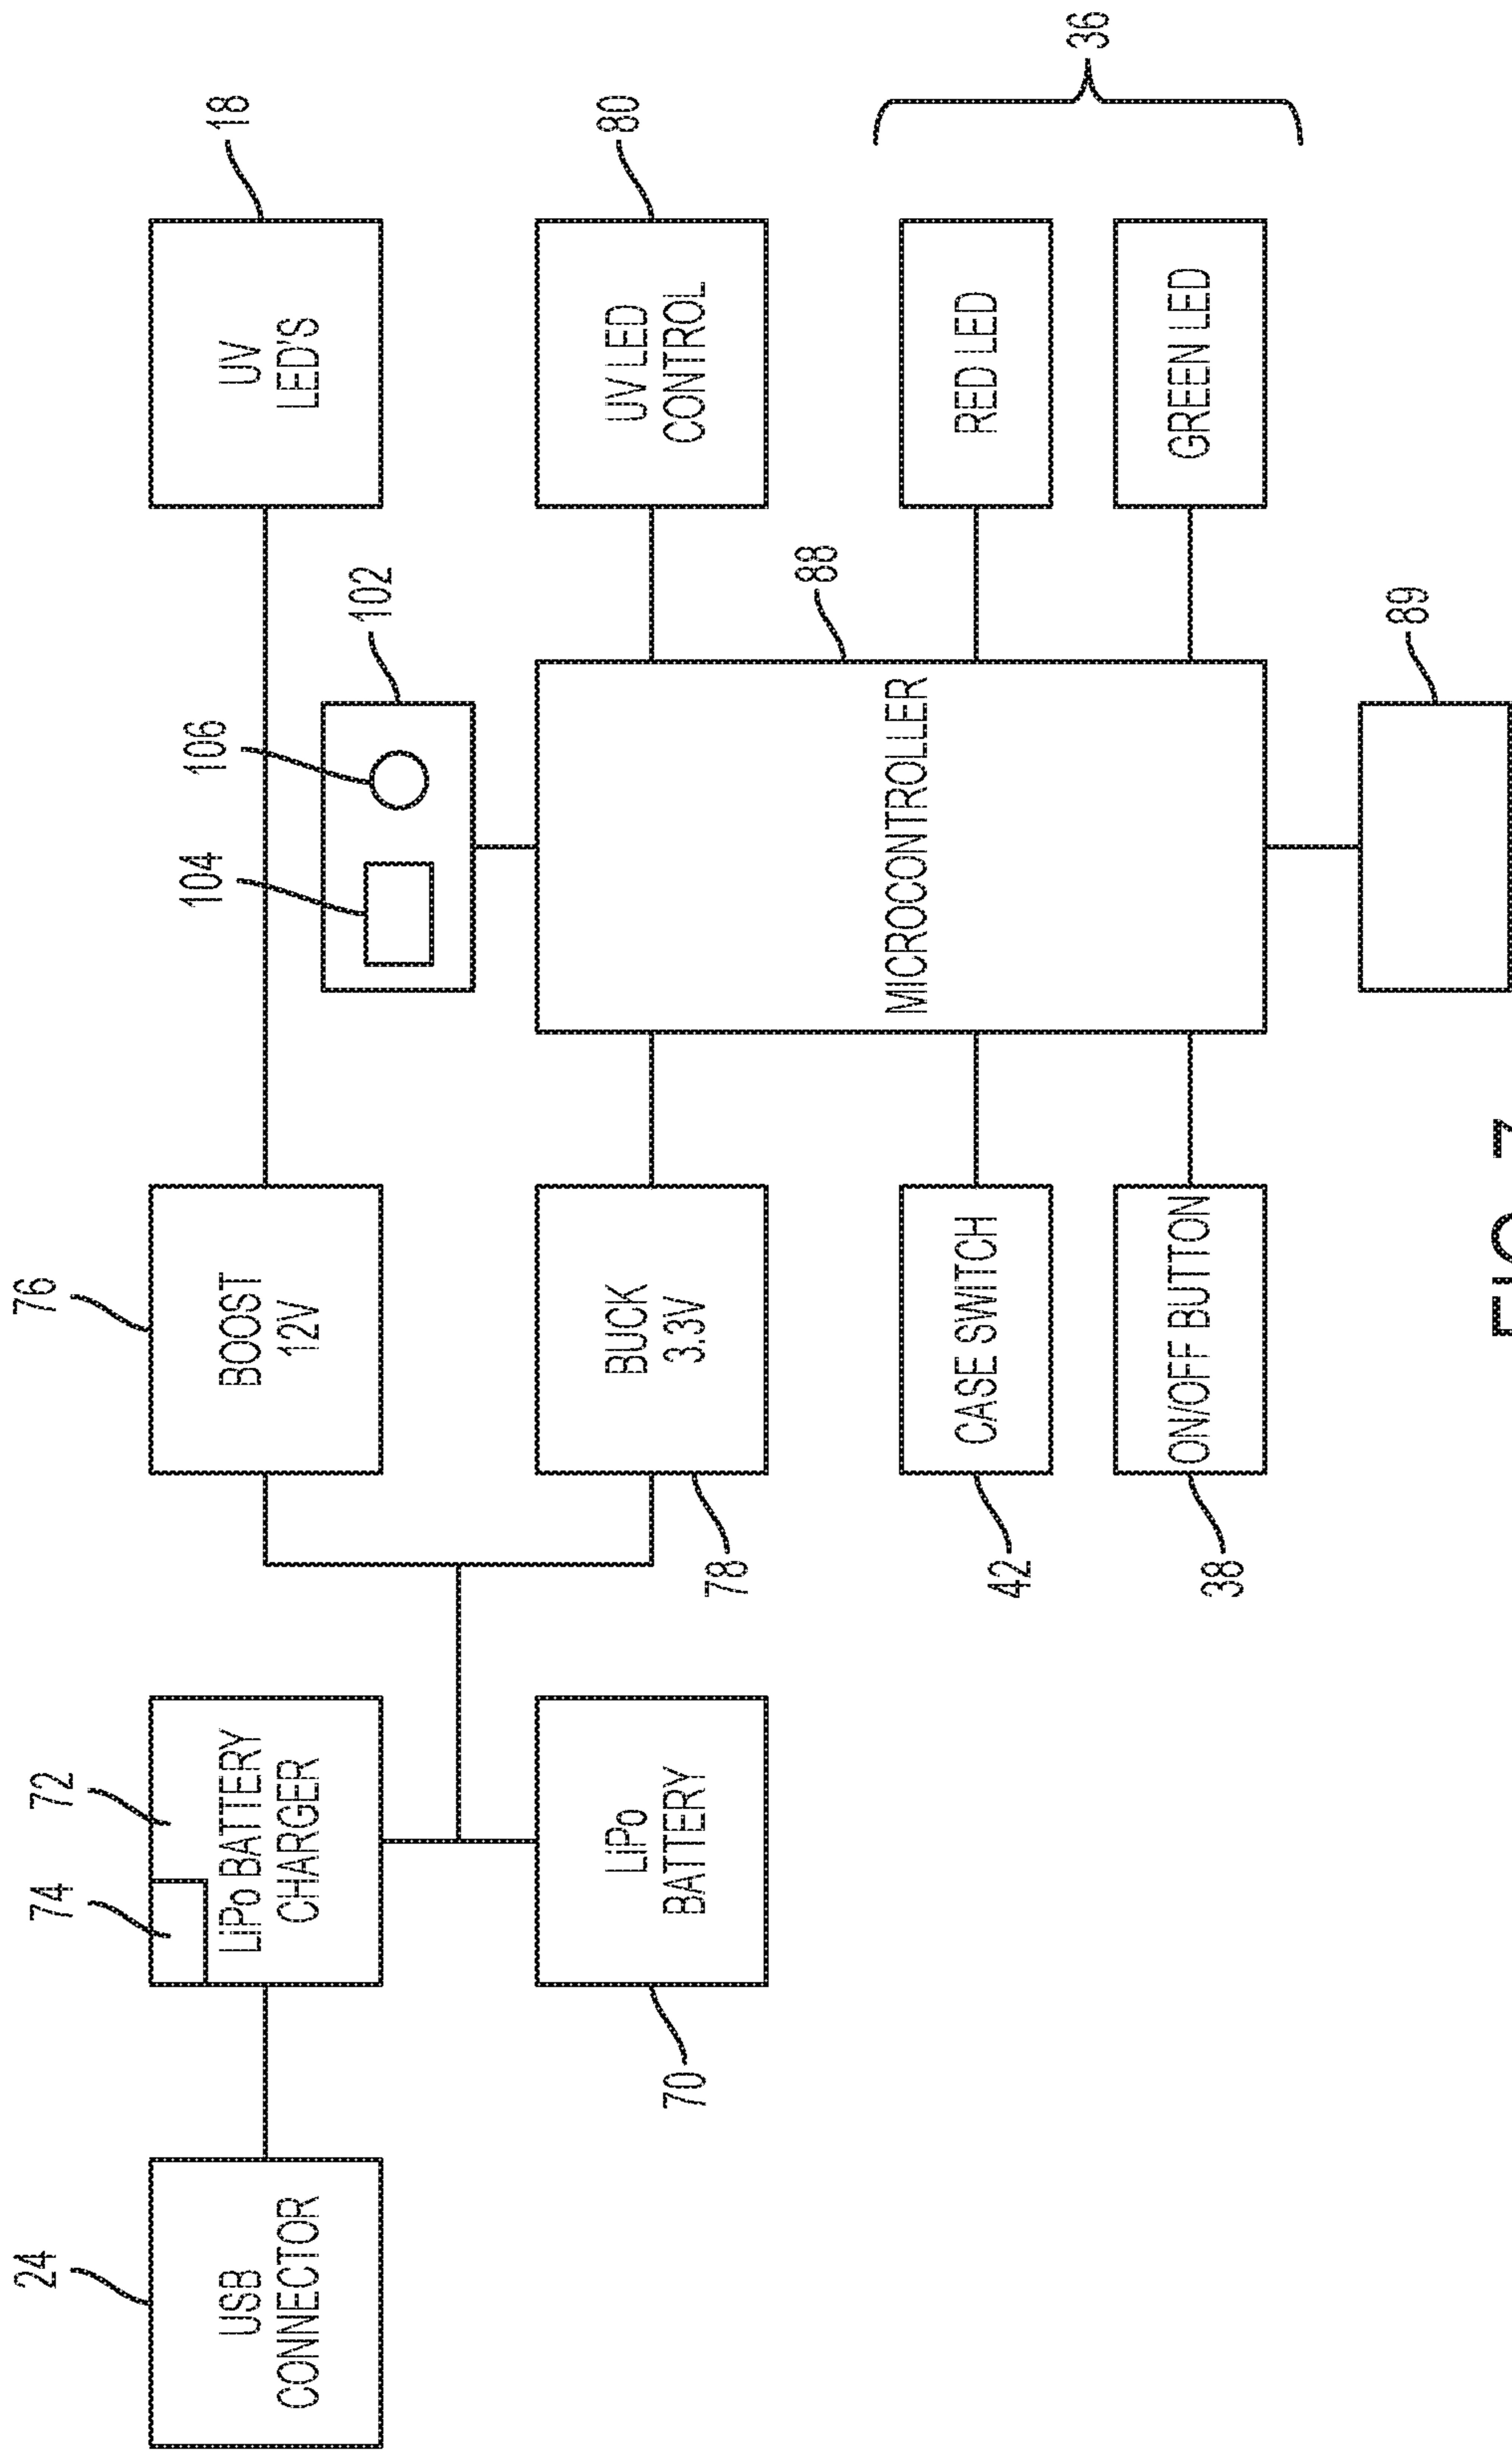 24
74
72
76
104
106
18
USB
CONNECTOR
LiPo BATTERY
CHARGER
BOOST
12V
UV
LED'S
102
LiPo
BATTERY
70
BUCK
3.3V
78
UV LED
CONTROL
80
MICROCONTROLLER
88
CASE SWITCH
42
RED LED
ON/OFF BUTTON
38
GREEN LED
36
89